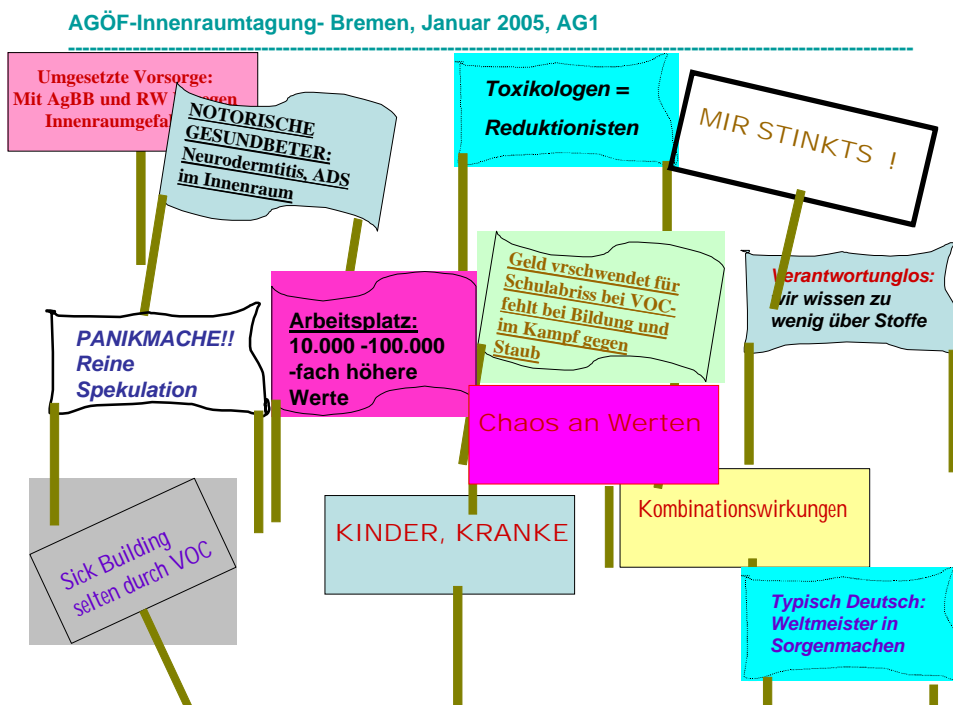 AGÖF-Innenraumtagung- Bremen, Januar 2005, AG1
Umgesetzte Vorsorge:
Mit AgBB und RW
Innenraumgefa
NOTORISCHE
GESUNDBETER:
Neurodermtitis, ADS
im Innenraum
Toxikologen =
Reduktionisten
MIR STINKTS !
PANIKMACHE!!
Reine
Spekulation
Arbeitsplatz:
10.000 -100.000
-fach höhere
Werte
Geld vrschwendet für
Schulabriss bei VOC-
fehlt bei Bildung und
im Kampf gegen
Staub
Verantwortunglos:
wir wissen zu
wenig über Stoffe
Chaos an Werten
Sick Building
selten durch VOC
KINDER, KRANKE
Kombinationswirkungen
Typisch Deutsch:
Weltmeister in
Sorgenmachen